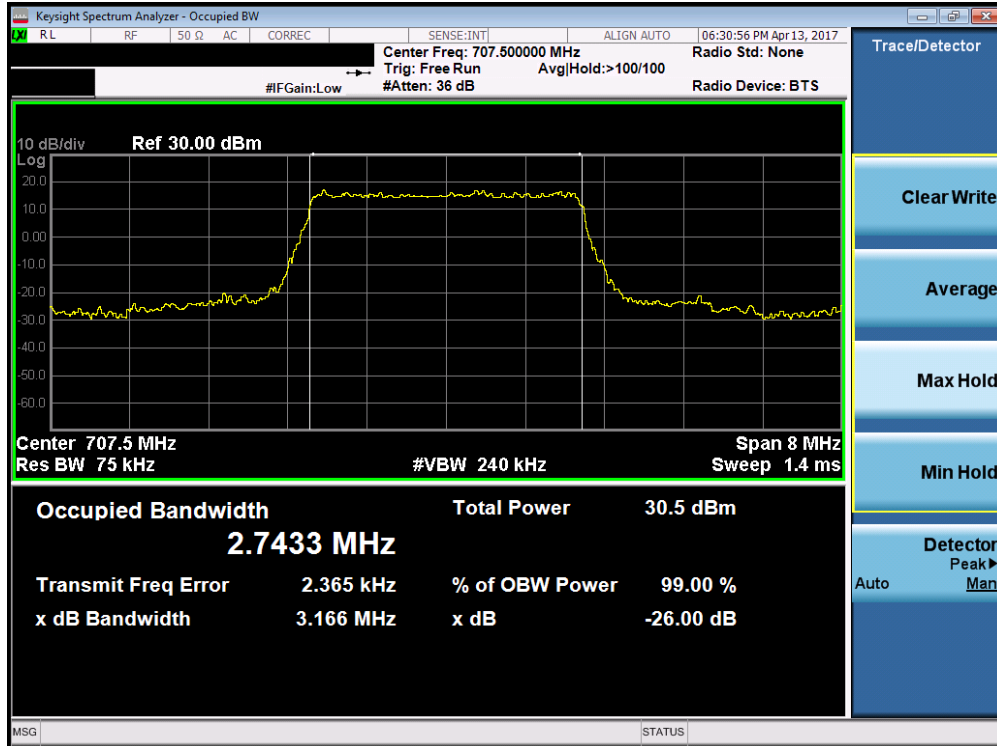 Keysight Spectrum Analyzer - Occupied BW
LXI RL RF 50 Ω AC CORREC SENSE:INT ALIGN AUTO 06:30:56 PM Apr 13, 2017
Center Freq: 707.500000 MHz Radio Std: None
Trig: Free Run Avg|Hold:>100/100
#IFGain:Low #Atten: 36 dB Radio Device: BTS
10 dB/div Ref 30.00 dBm
Log
20.0
10.0
0.00
-10.0
-20.0
-30.0
-40.0
-50.0
-60.0
Center 707.5 MHz Span 8 MHz
Res BW 75 kHz #VBW 240 kHz Sweep 1.4 ms
Occupied Bandwidth Total Power 30.5 dBm
2.7433 MHz
Transmit Freq Error 2.365 kHz % of OBW Power 99.00 %
x dB Bandwidth 3.166 MHz x dB -26.00 dB
MSG STATUS
Trace/Detector
Clear Write
Average
Max Hold
Min Hold
Detector
Peak▶
Auto Man